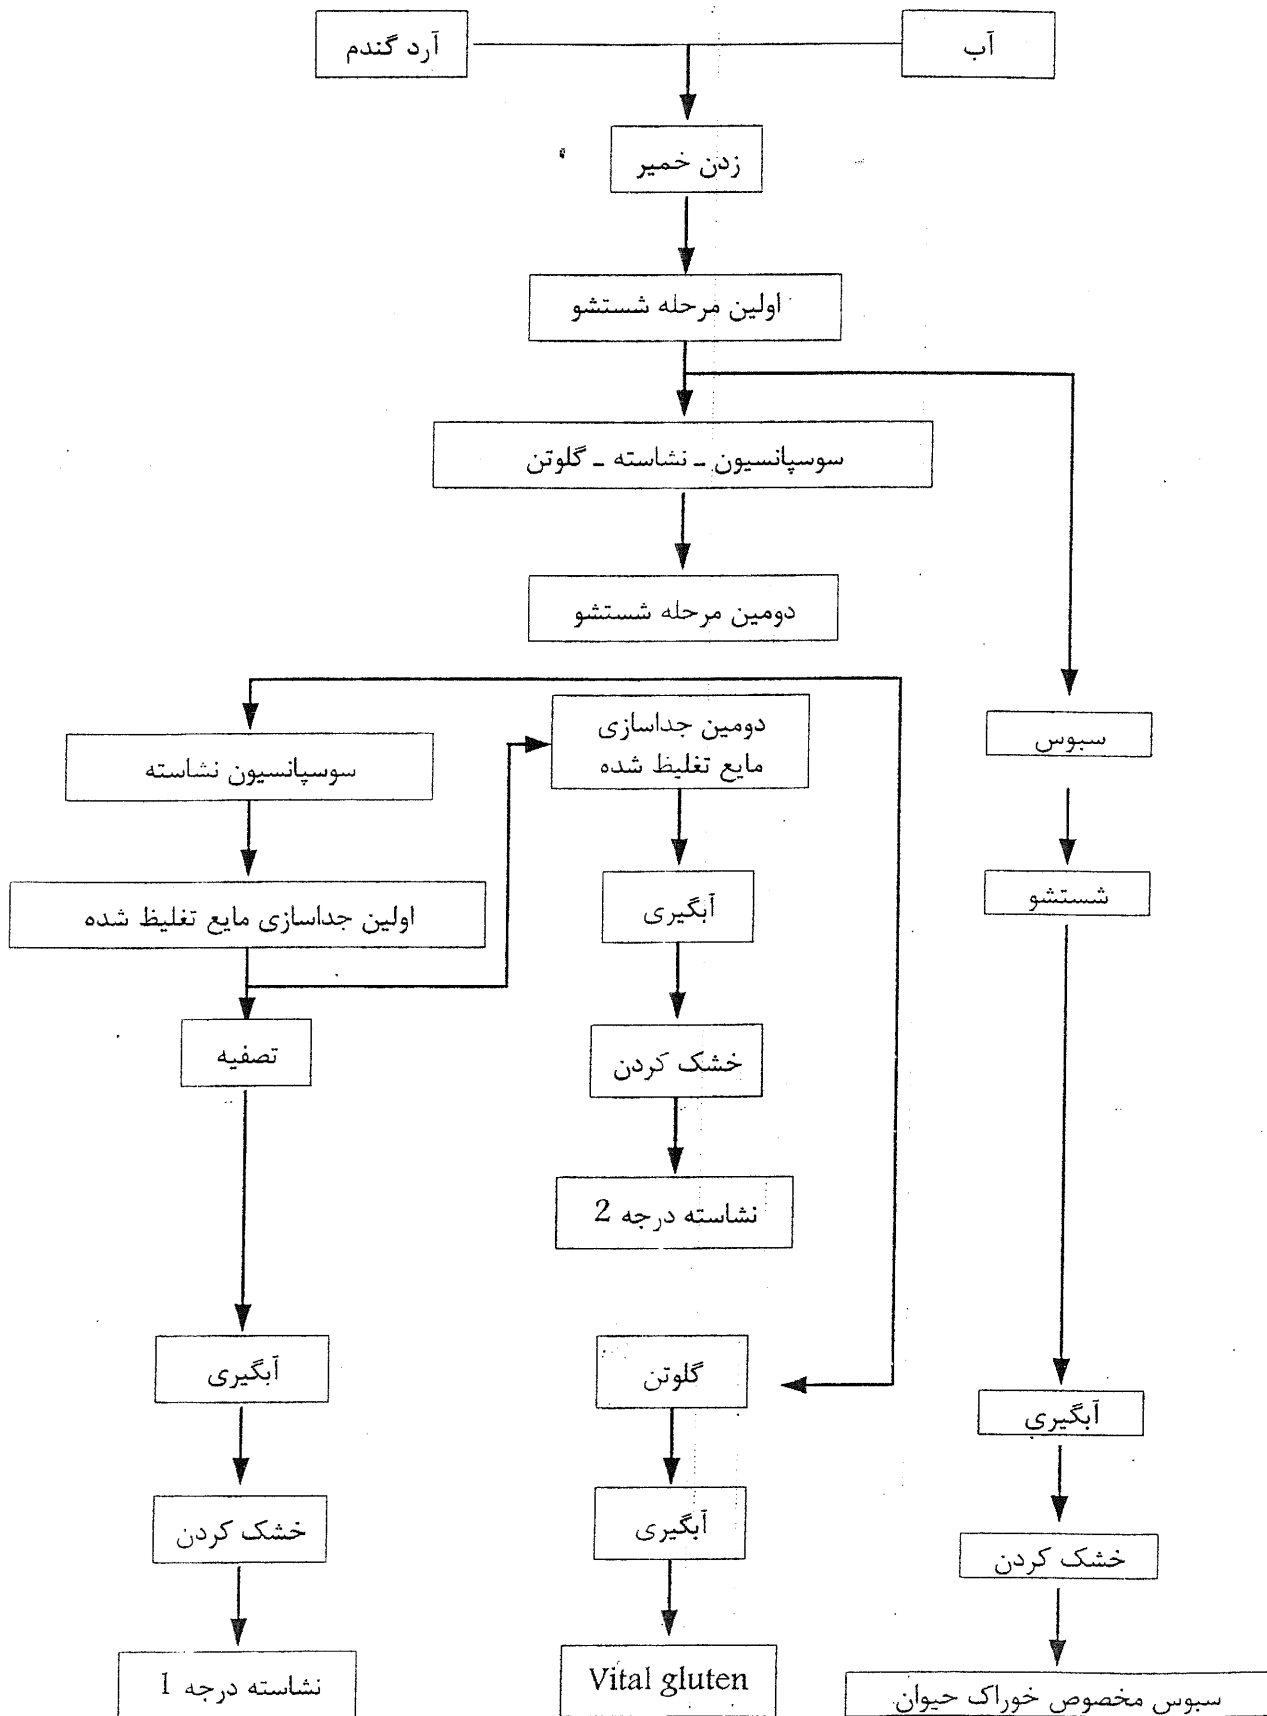 آب
آرد گندم
زدن خمیر
اولین مرحله شستشو
سوسپانسیون ـ نشاسته ـ گلوتن
دومین مرحله شستشو
سبوس
دومین جداسازی
مایع تغلیظ شده
سوسپانسیون نشاسته
شستشو
آبگیری
اولین جداسازی مایع تغلیظ شده
خشک کردن
تصفیه
نشاسته درجه 2
آبگیری
گلوتن
آبگیری
خشک کردن
آبگیری
خشک کردن
سبوس مخصوص خوراک حیوان
Vital gluten
نشاسته درجه 1